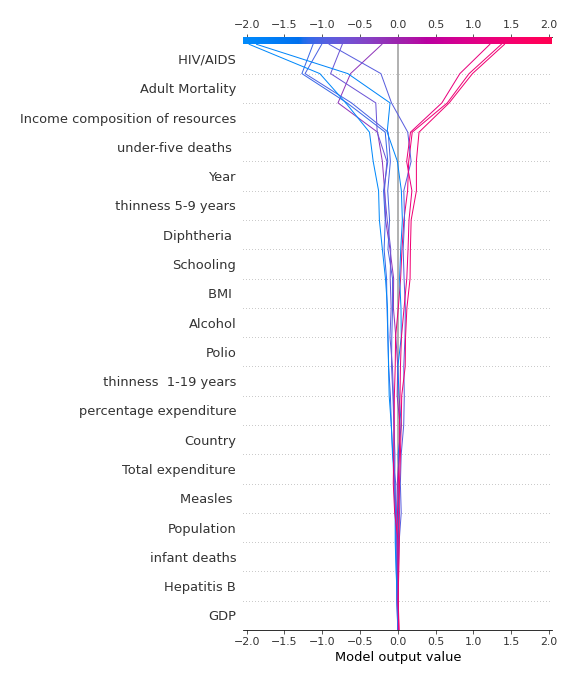 −2.0 −1.5 −1.0 −0.5 0.0 0.5 1.0 1.5 2.0
HIV/AIDS
Adult Mortality
Income composition of resources
under-five deaths
Year
thinness 5-9 years
Diphtheria
Schooling
BMI
Alcohol
Polio
thinness  1-19 years
percentage expenditure
Country
Total expenditure
Measles
Population
infant deaths
Hepatitis B
GDP
−2.0 −1.5 −1.0 −0.5 0.0 0.5 1.0 1.5 2.0
Model output value